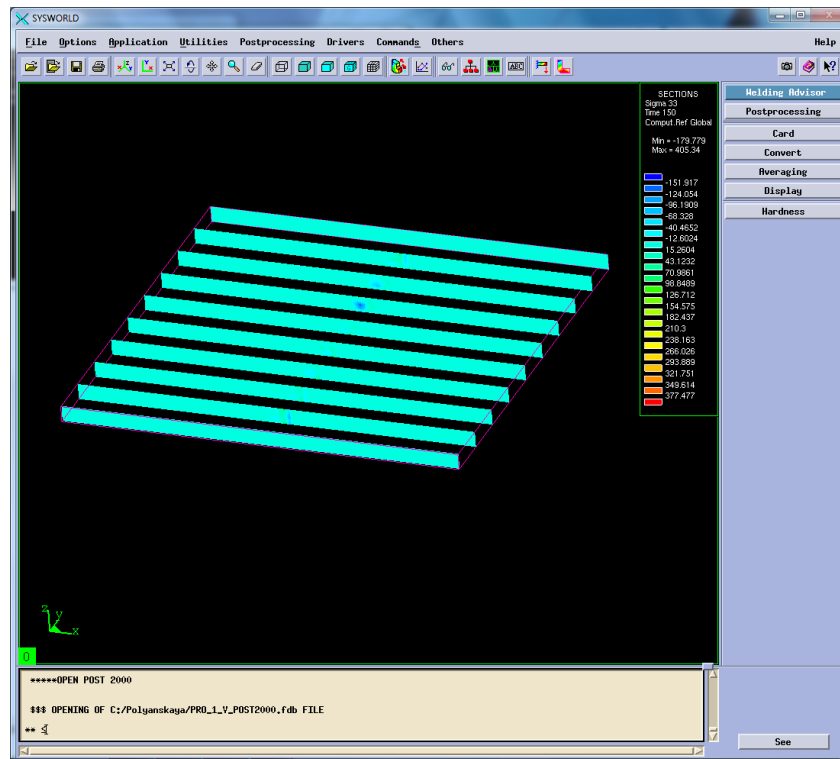 SYSWORLD
File Options Application Utilities Postprocessing Drivers Commands Others Help
SECTIONS
Sigma 33
Time 150
Comput.Ref Global
Min = -179.779
Max = 405.34
-151.917
-124.054
-96.1909
-68.328
-40.4652
-12.6024
15.2604
43.1232
70.9861
98.8489
126.712
154.575
182.437
210.3
238.163
266.026
293.889
321.751
349.614
377.477
Welding Advisor
Postprocessing
Card
Convert
Averaging
Display
Hardness
z
y
x
0
*****OPEN POST 2000
$$$ OPENING OF C:/Polyanskaya/PRO_1_V_POST2000.fdb FILE
**
See